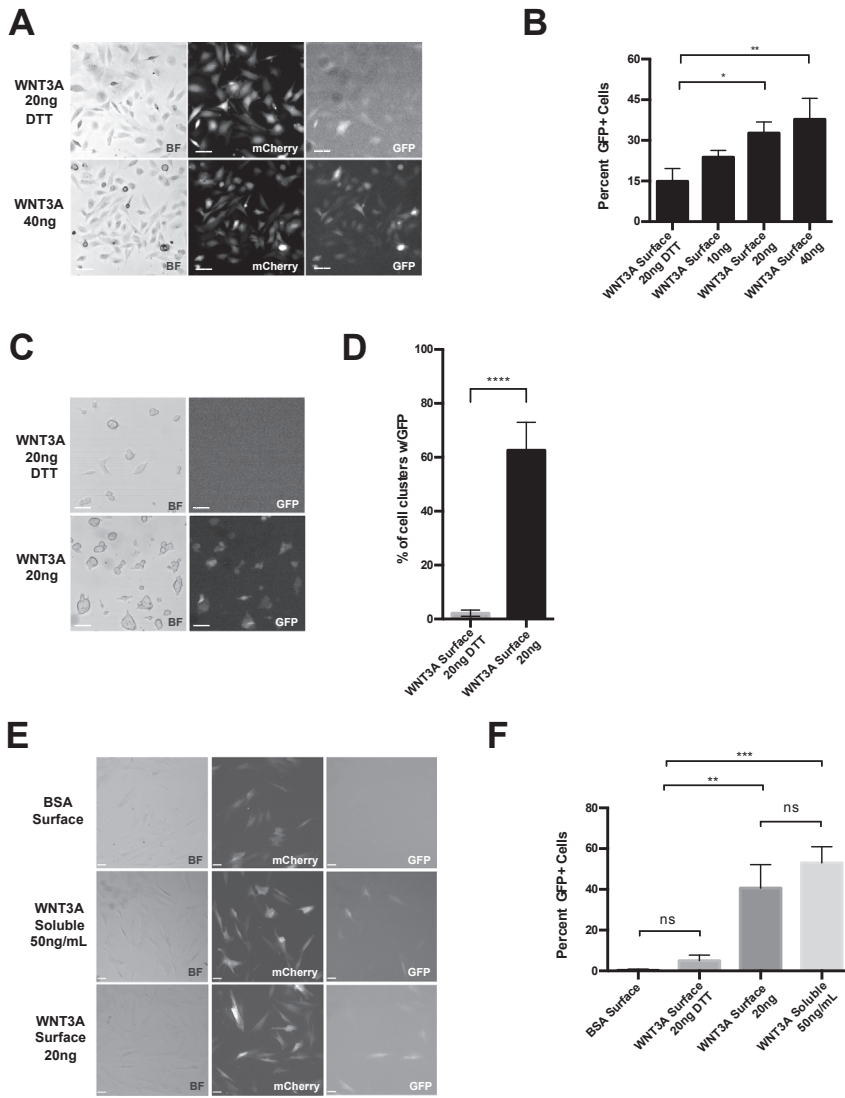 A
WNT3A
20ng
DTT
BF
mCherry
GFP
WNT3A
40ng
BF
mCherry
GFP
B
Percent GFP+ Cells
60
45
30
15
0
**
*
WNT3A Surface
20ng DTT
WNT3A Surface
10ng
WNT3A Surface
20ng
WNT3A Surface
40ng
C
WNT3A
20ng
DTT
BF
GFP
WNT3A
20ng
BF
GFP
D
% of cell clusters w/GFP
100
80
60
40
20
0
****
WNT3A Surface
20ng DTT
WNT3A Surface
20ng
E
BSA
Surface
BF
mCherry
GFP
WNT3A
Soluble
50ng/mL
BF
mCherry
GFP
WNT3A
Surface
20ng
BF
mCherry
GFP
F
Percent GFP+ Cells
80
60
40
20
0
***
**
ns
ns
BSA Surface
WNT3A Surface
20ng DTT
WNT3A Surface
20ng
WNT3A Soluble
50ng/mL